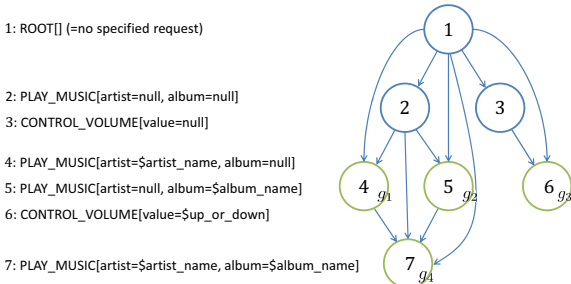 1: ROOT[] (=no specified request)
1
2: PLAY_MUSIC[artist=null, album=null]
3: CONTROL_VOLUME[value=null]
2
3
4: PLAY_MUSIC[artist=$artist_name, album=null]
5: PLAY_MUSIC[artist=null, album=$album_name]
6: CONTROL_VOLUME[value=$up_or_down]
4 g1
5 g2
6 g3
7: PLAY_MUSIC[artist=$artist_name, album=$album_name]
7 g4